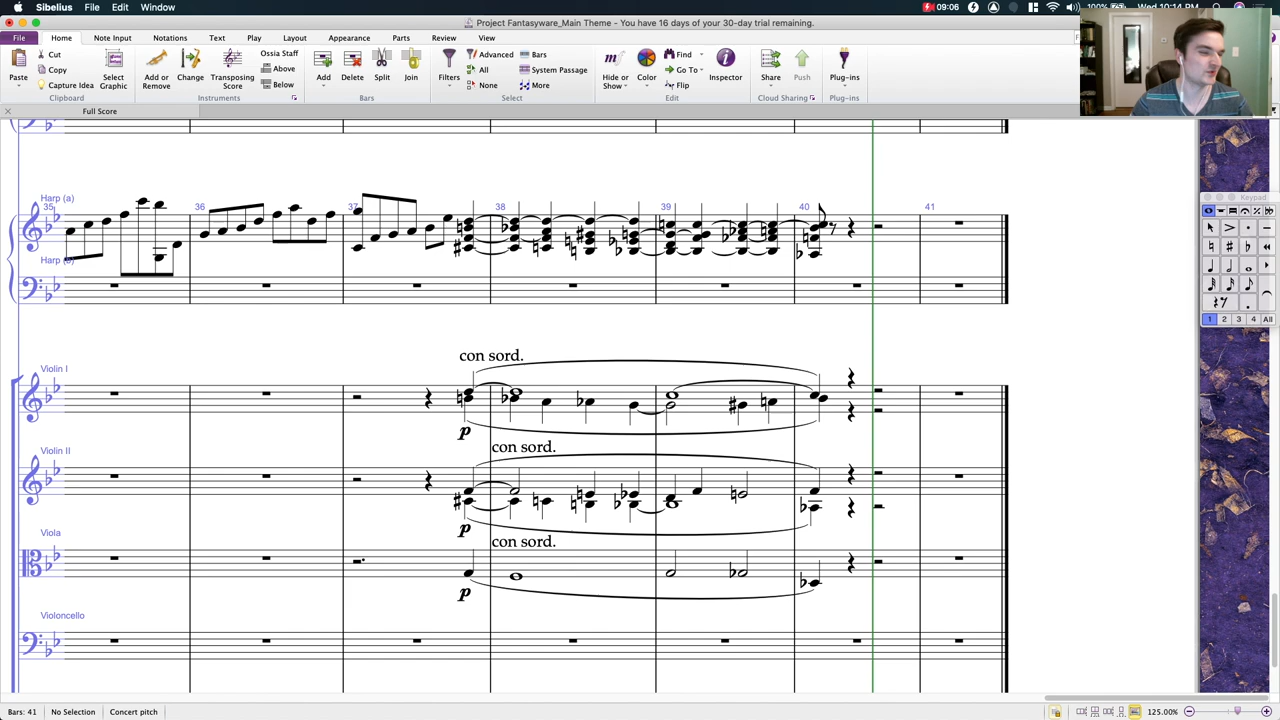 Sibelius File Edit Window 09:06 Wed 10:14 PM
Project Fantasyware_Main Theme - You have 16 days of your 30-day trial remaining.
File Home Note Input Notations Text Play Layout Appearance Parts Review View
Paste Cut Copy Capture Idea Select Graphic Clipboard
Add or Remove Change Transposing Score Ossia Staff Above Below Instruments
Add Delete Split Join Bars
Filters Advanced All None Bars System Passage More Select
Hide or Show Color Find Go To Flip Inspector Edit
Share Push Cloud Sharing
Plug-ins Plug-ins
Full Score
Keypad
1 2 3 4 All
Harp (a)
35 36 37 38 39 40 41
con sord.
Violin I
p
con sord.
Violin II
p
con sord.
Viola
p
Violoncello
Bars: 41 No Selection Concert pitch 125.00%